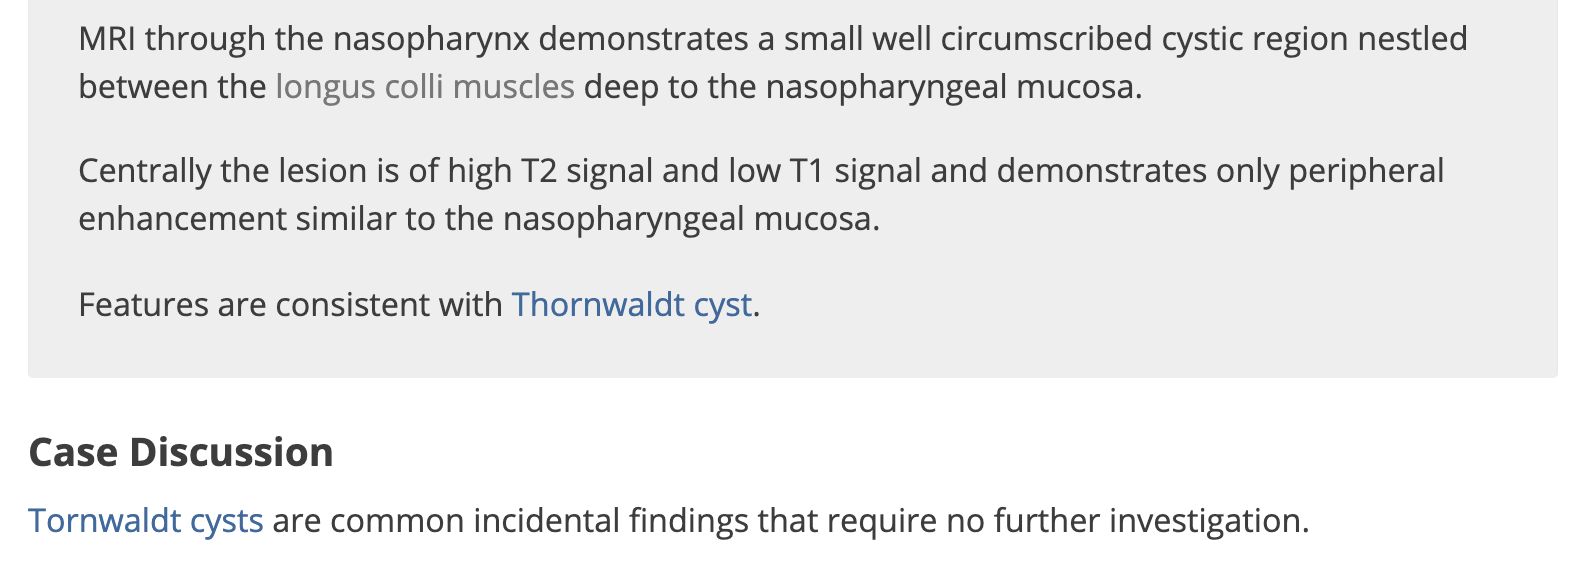 MRI through the nasopharynx demonstrates a small well circumscribed cystic region nestled
between the longus colli muscles deep to the nasopharyngeal mucosa.
Centrally the lesion is of high T2 signal and low T1 signal and demonstrates only peripheral
enhancement similar to the nasopharyngeal mucosa.
Features are consistent with Thornwaldt cyst.
Case Discussion
Tornwaldt cysts are common incidental findings that require no further investigation.